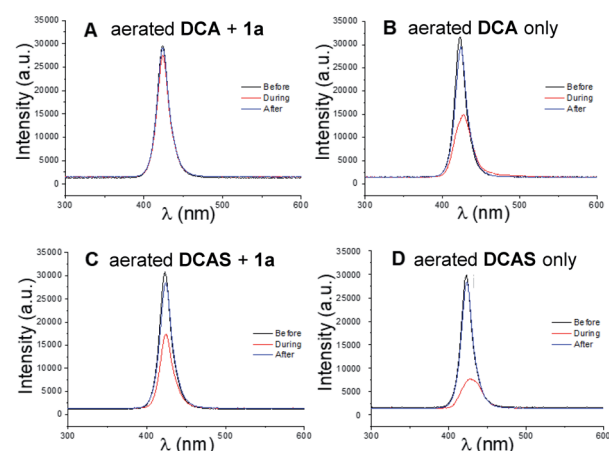 A aerated DCA + 1a
Intensity (a.u.)
35000
30000
25000
20000
15000
10000
5000
0
Before
During
After
300 400 500 600
λ (nm)
B aerated DCA only
Intensity (a.u.)
35000
30000
25000
20000
15000
10000
5000
0
Before
During
After
300 400 500 600
λ (nm)
C aerated DCAS + 1a
Intensity (a.u.)
35000
30000
25000
20000
15000
10000
5000
0
Before
During
After
300 400 500 600
λ (nm)
D aerated DCAS only
Intensity (a.u.)
35000
30000
25000
20000
15000
10000
5000
0
Before
During
After
300 400 500 600
λ (nm)